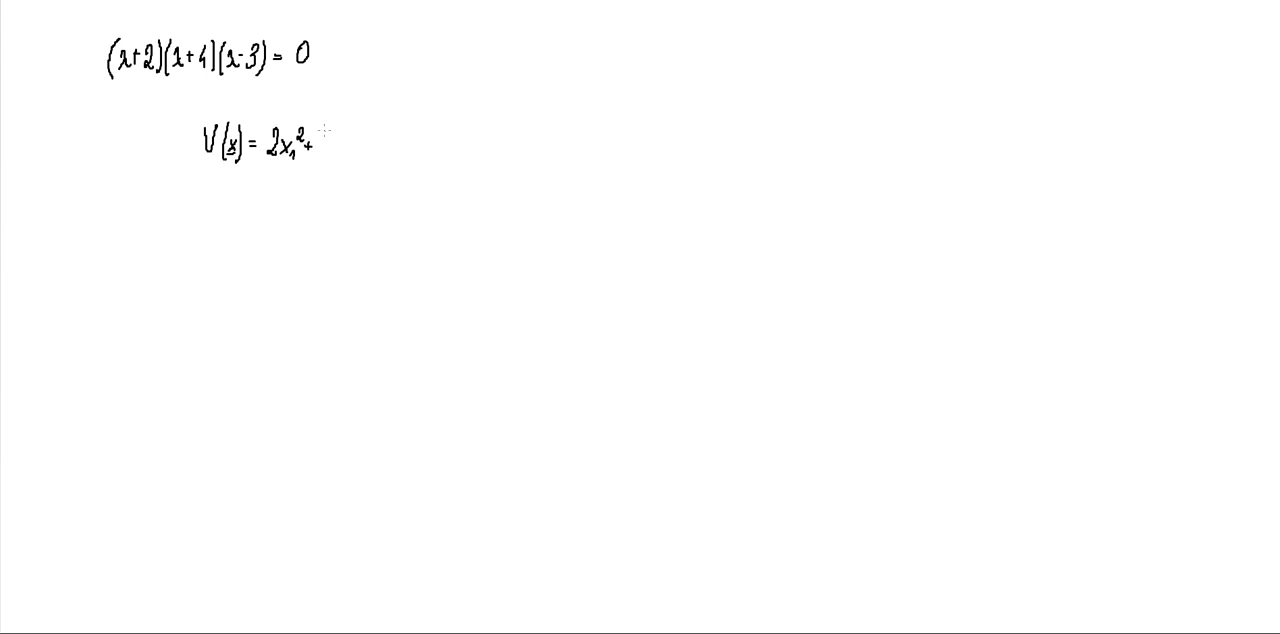 (λ+2)(λ+4)(λ-3) = 0
V(x) = 2x₁²+